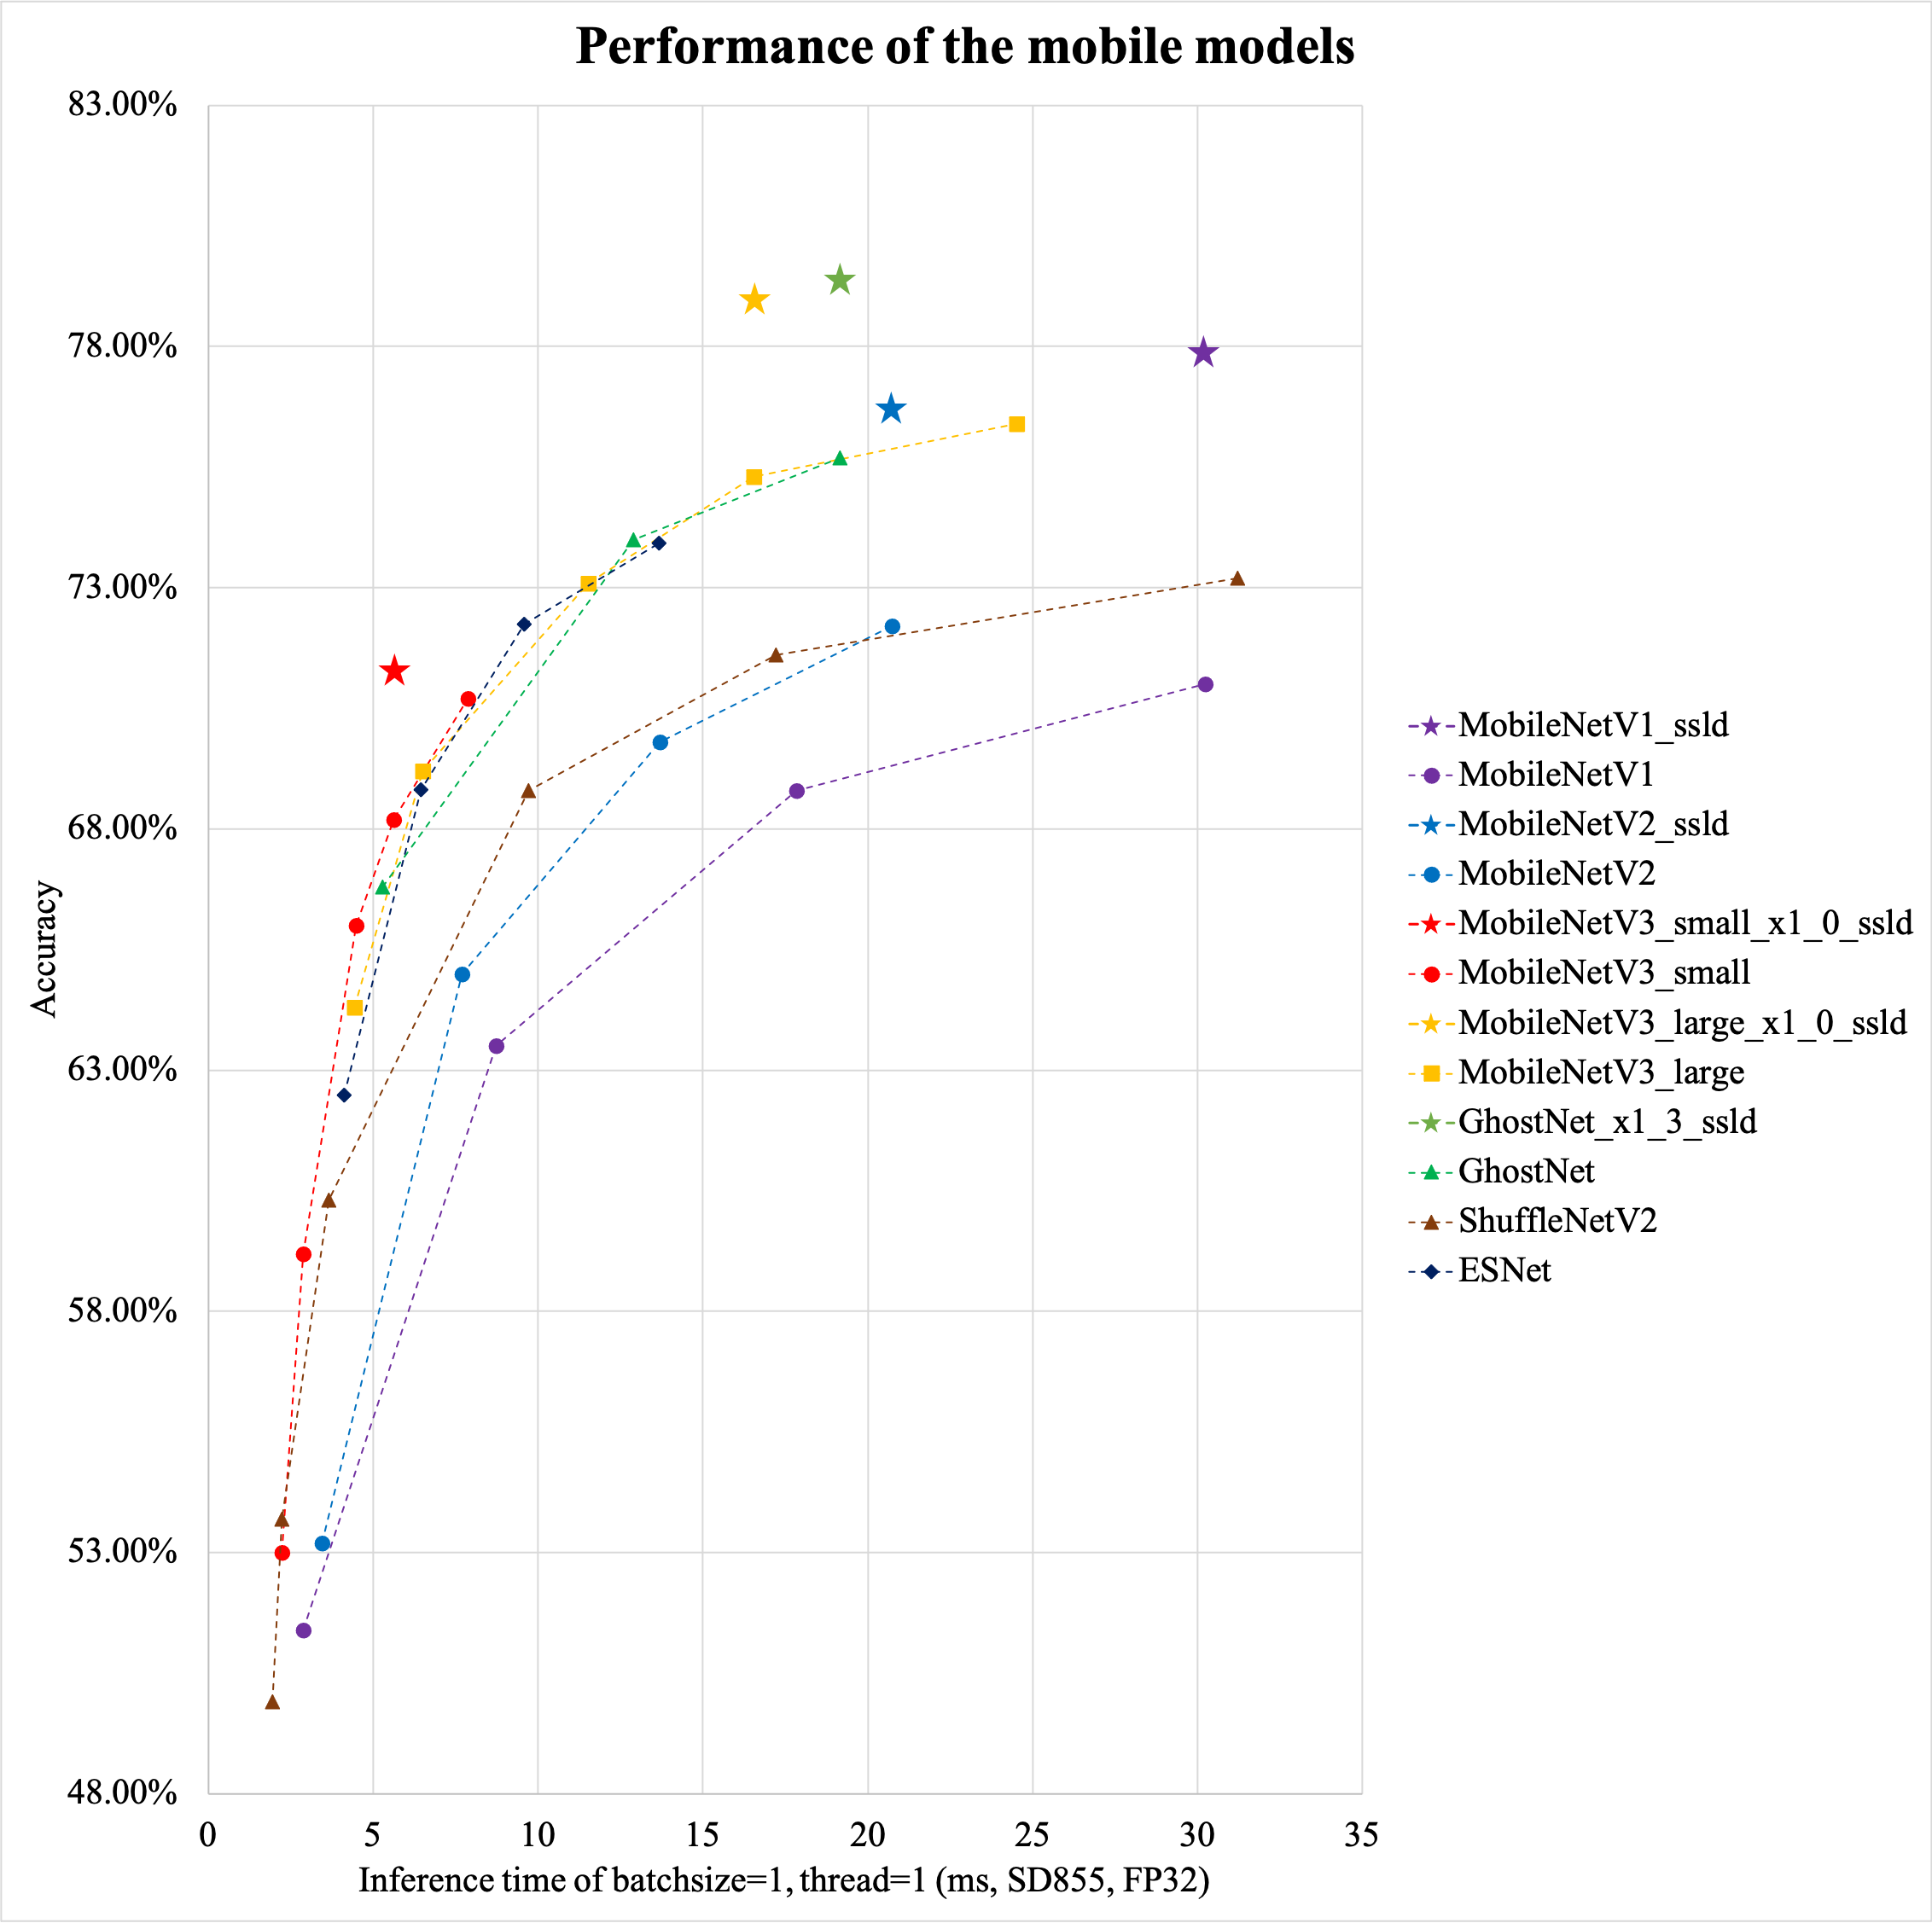 Performance of the mobile models
83.00%
78.00%
73.00%
68.00%
63.00%
58.00%
53.00%
48.00%
Accuracy
0 5 10 15 20 25 30 35
Inference time of batchsize=1, thread=1 (ms, SD855, FP32)
MobileNetV1_ssld
MobileNetV1
MobileNetV2_ssld
MobileNetV2
MobileNetV3_small_x1_0_ssld
MobileNetV3_small
MobileNetV3_large_x1_0_ssld
MobileNetV3_large
GhostNet_x1_3_ssld
GhostNet
ShuffleNetV2
ESNet